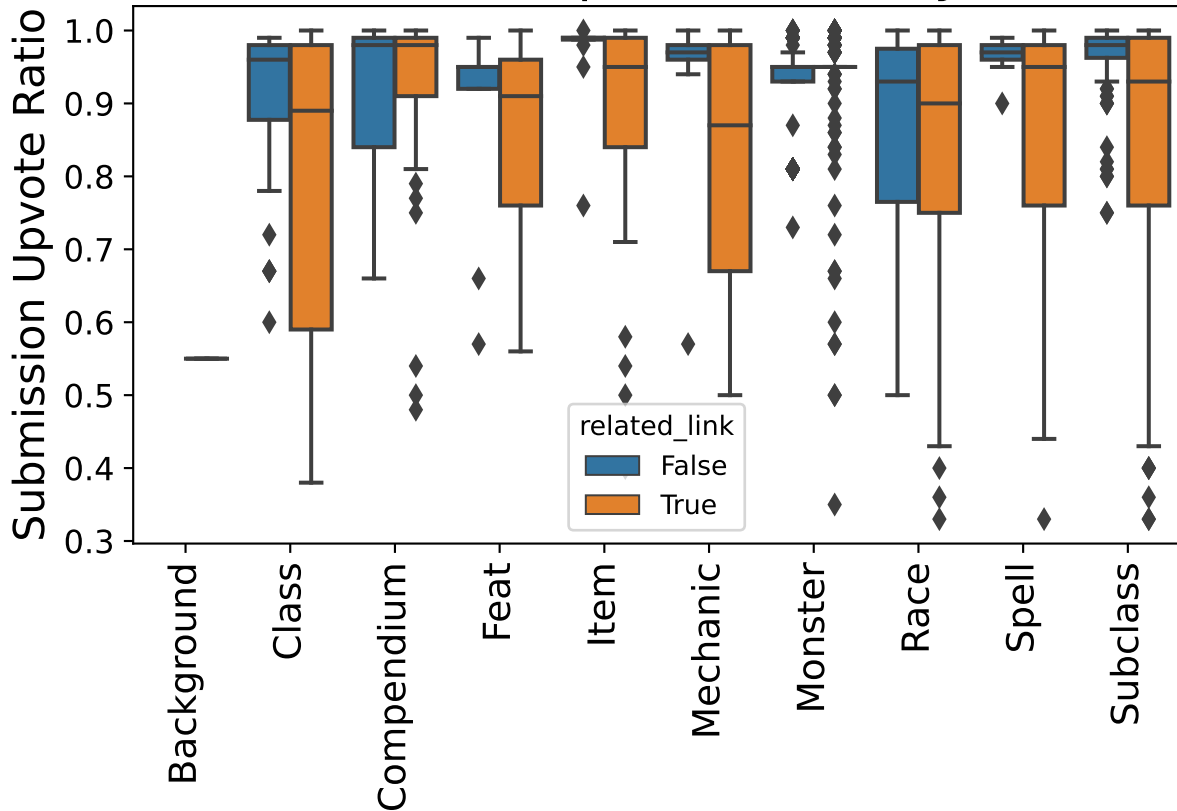 Submission Upvote Ratio
1.0
0.9
0.8
0.7
0.6
0.5
0.4
0.3
related_link
False
True
Background
Class
Compendium
Feat
Item
Mechanic
Monster
Race
Spell
Subclass